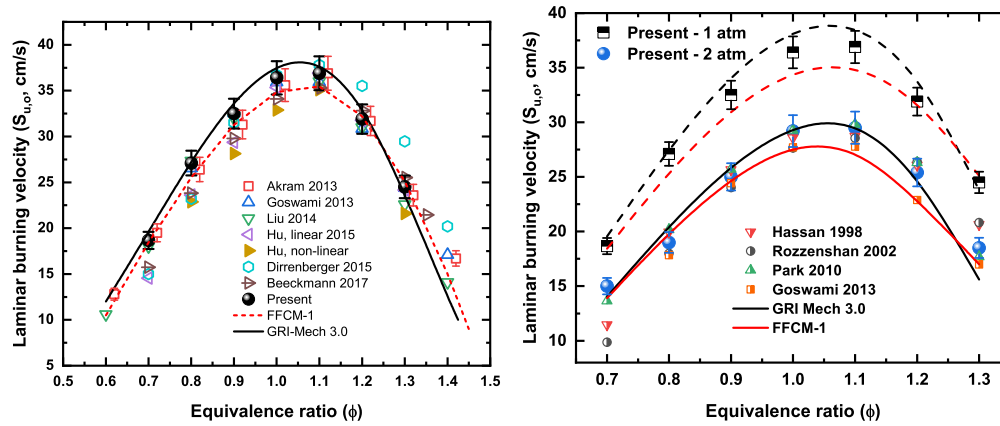 40
35
30
25
20
15
10
5
Laminar burning velocity (Su,o, cm/s)
Akram 2013
Goswami 2013
Liu 2014
Hu, linear 2015
Hu, non-linear
Dirrenberger 2015
Beeckmann 2017
Present
FFCM-1
GRI-Mech 3.0
0.5 0.6 0.7 0.8 0.9 1.0 1.1 1.2 1.3 1.4 1.5
Equivalence ratio (ϕ)
40
35
30
25
20
15
10
Laminar burning velocity (Su,o, cm/s)
Present - 1 atm
Present - 2 atm
Hassan 1998
Rozzenshan 2002
Park 2010
Goswami 2013
GRI Mech 3.0
FFCM-1
0.7 0.8 0.9 1.0 1.1 1.2 1.3
Equivalence ratio (ϕ)